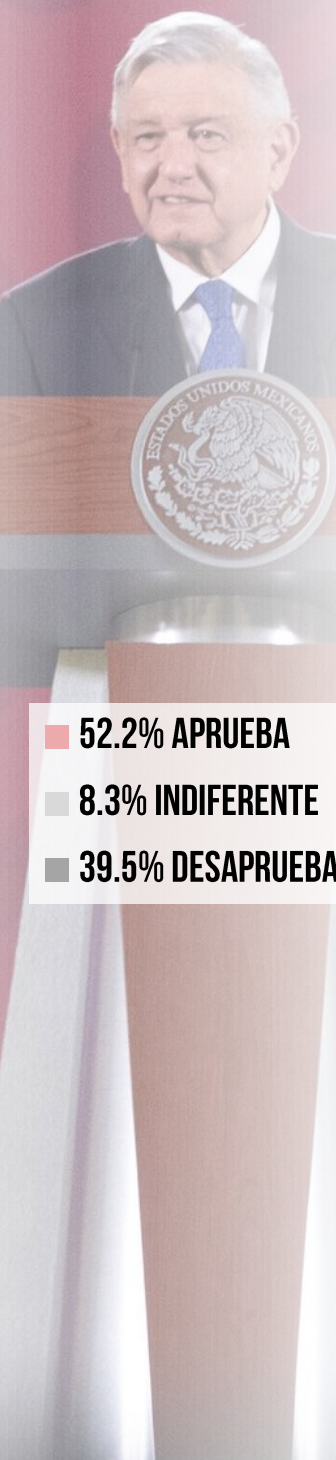 ESTADOS UNIDOS MEXICANOS
52.2% APRUEBA
8.3% INDIFERENTE
39.5% DESAPRUEBA